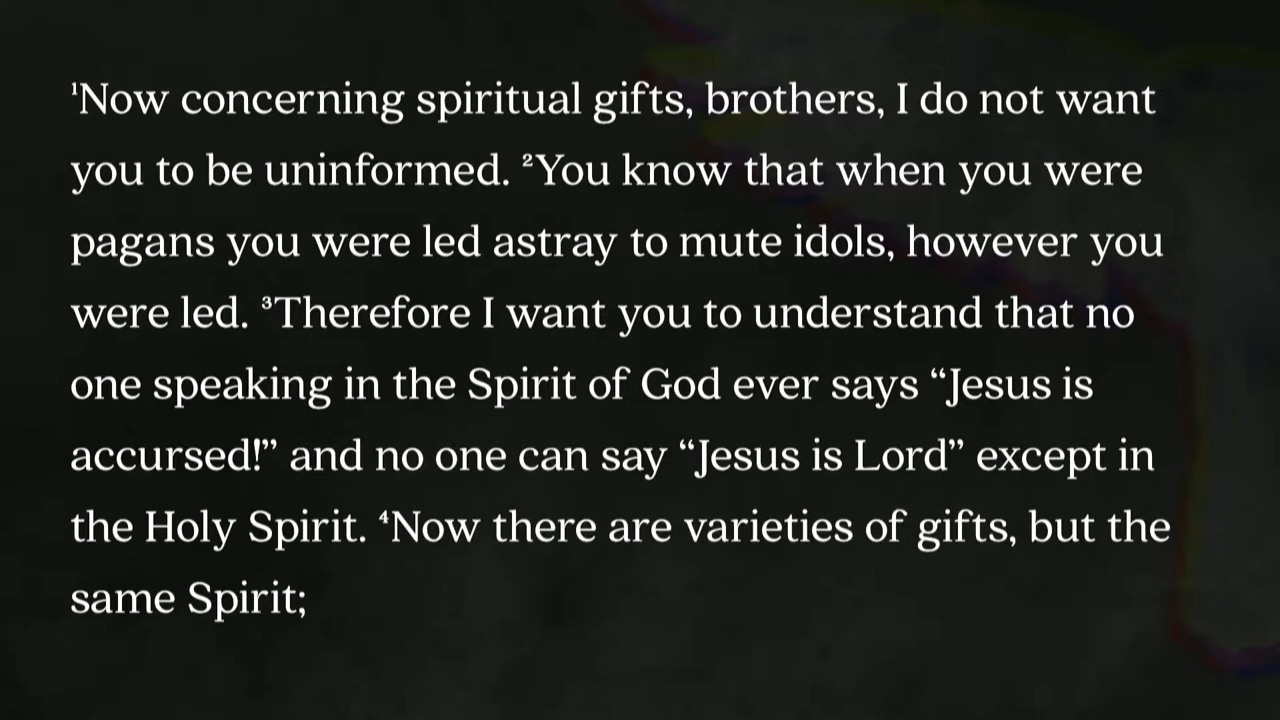 ¹Now concerning spiritual gifts, brothers, I do not want
you to be uninformed. ²You know that when you were
pagans you were led astray to mute idols, however you
were led. ³Therefore I want you to understand that no
one speaking in the Spirit of God ever says “Jesus is
accursed!” and no one can say “Jesus is Lord” except in
the Holy Spirit. ⁴Now there are varieties of gifts, but the
same Spirit;